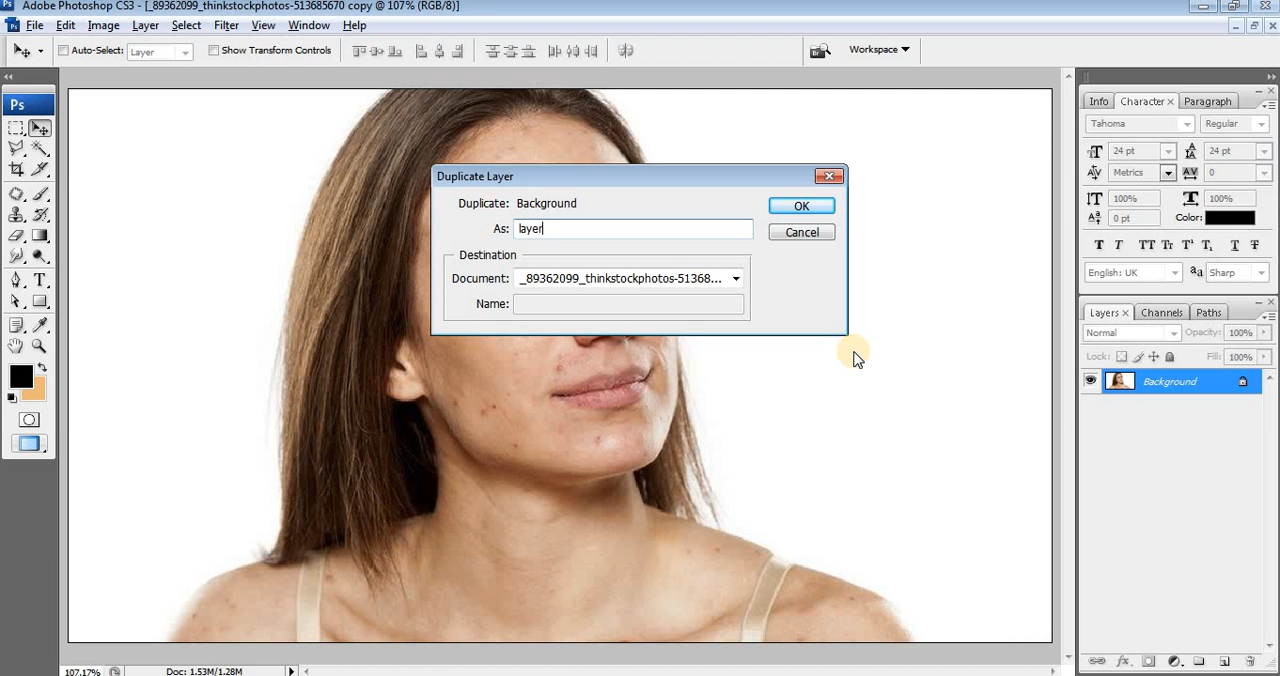 Adobe Photoshop CS3 - [_89362099_thinkstockphotos-513685670 copy @ 107% (RGB/8)]
File Edit Image Layer Select Filter View Window Help
Auto-Select: Layer Show Transform Controls Workspace
Ps
Duplicate Layer
Duplicate: Background
OK
As: layer
Cancel
Destination
Document: _89362099_thinkstockphotos-51368...
Name:
Info Character × Paragraph
Tahoma Regular
24 pt 24 pt
Metrics 0
100% 100%
0 pt Color:
English: UK aa Sharp
Layers × Channels Paths
Normal Opacity: 100%
Lock: Fill: 100%
Background
107.17% Doc: 1.53M/1.28M